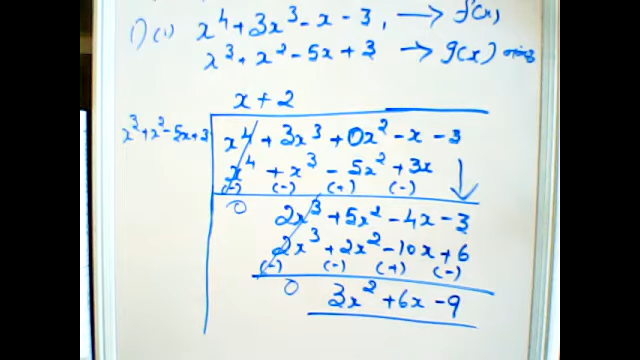 1) (i) x⁴ + 3x³ - x - 3, → f(x)
x³ + x² - 5x + 3 → g(x)
x + 2
x³ + x² - 5x + 3 x⁴ + 3x³ + 0x² - x - 3
x⁴ + x³ - 5x² + 3x
(-) (-) (+) (-)
0 2x³ + 5x² - 4x - 3
2x³ + 2x² - 10x + 6
(-) (-) (+) (-)
0 3x² + 6x - 9